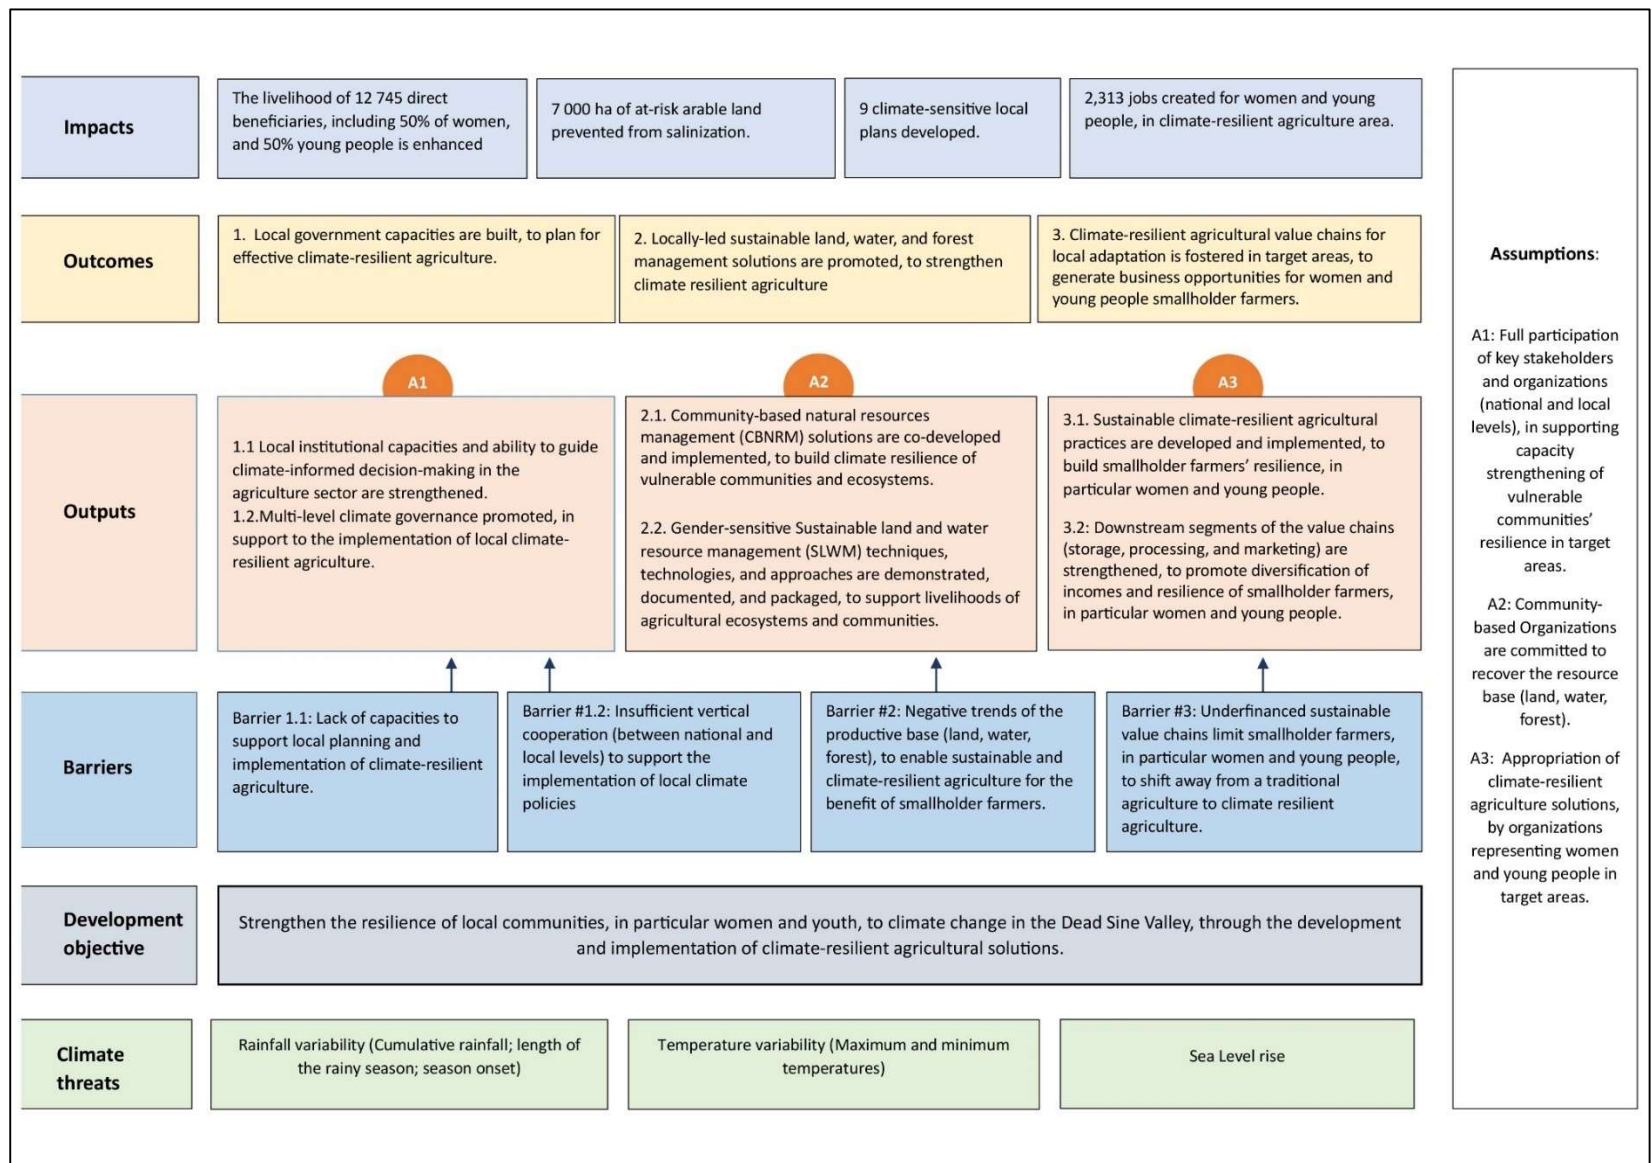 Impacts
The livelihood of 12 745 direct
beneficiaries, including 50% of women,
and 50% young people is enhanced
7 000 ha of at-risk arable land
prevented from salinization.
9 climate-sensitive local
plans developed.
2,313 jobs created for women and young
people, in climate-resilient agriculture area.
Outcomes
1. Local government capacities are built, to plan for
effective climate-resilient agriculture.
2. Locally-led sustainable land, water, and forest
management solutions are promoted, to strengthen
climate resilient agriculture
3. Climate-resilient agricultural value chains for
local adaptation is fostered in target areas, to
generate business opportunities for women and
young people smallholder farmers.
A1
A2
A3
Outputs
1.1 Local institutional capacities and ability to guide
climate-informed decision-making in the
agriculture sector are strengthened.
1.2.Multi-level climate governance promoted, in
support to the implementation of local climate-
resilient agriculture.
2.1. Community-based natural resources
management (CBNRM) solutions are co-developed
and implemented, to build climate resilience of
vulnerable communities and ecosystems.
2.2. Gender-sensitive Sustainable land and water
resource management (SLWM) techniques,
technologies, and approaches are demonstrated,
documented, and packaged, to support livelihoods of
agricultural ecosystems and communities.
3.1. Sustainable climate-resilient agricultural
practices are developed and implemented, to
build smallholder farmers’ resilience, in
particular women and young people.
3.2: Downstream segments of the value chains
(storage, processing, and marketing) are
strengthened, to promote diversification of
incomes and resilience of smallholder farmers,
in particular women and young people.
Barriers
Barrier 1.1: Lack of capacities to
support local planning and
implementation of climate-resilient
agriculture.
Barrier #1.2: Insufficient vertical
cooperation (between national and
local levels) to support the
implementation of local climate
policies
Barrier #2: Negative trends of the
productive base (land, water,
forest), to enable sustainable and
climate-resilient agriculture for the
benefit of smallholder farmers.
Barrier #3: Underfinanced sustainable
value chains limit smallholder farmers,
in particular women and young people,
to shift away from a traditional
agriculture to climate resilient
agriculture.
Development
objective
Strengthen the resilience of local communities, in particular women and youth, to climate change in the Dead Sine Valley, through the development
and implementation of climate-resilient agricultural solutions.
Climate
threats
Rainfall variability (Cumulative rainfall; length of
the rainy season; season onset)
Temperature variability (Maximum and minimum
temperatures)
Sea Level rise
Assumptions:
A1: Full participation
of key stakeholders
and organizations
(national and local
levels), in supporting
capacity
strengthening of
vulnerable
communities’
resilience in target
areas.
A2: Community-
based Organizations
are committed to
recover the resource
base (land, water,
forest).
A3: Appropriation of
climate-resilient
agriculture solutions,
by organizations
representing women
and young people in
target areas.